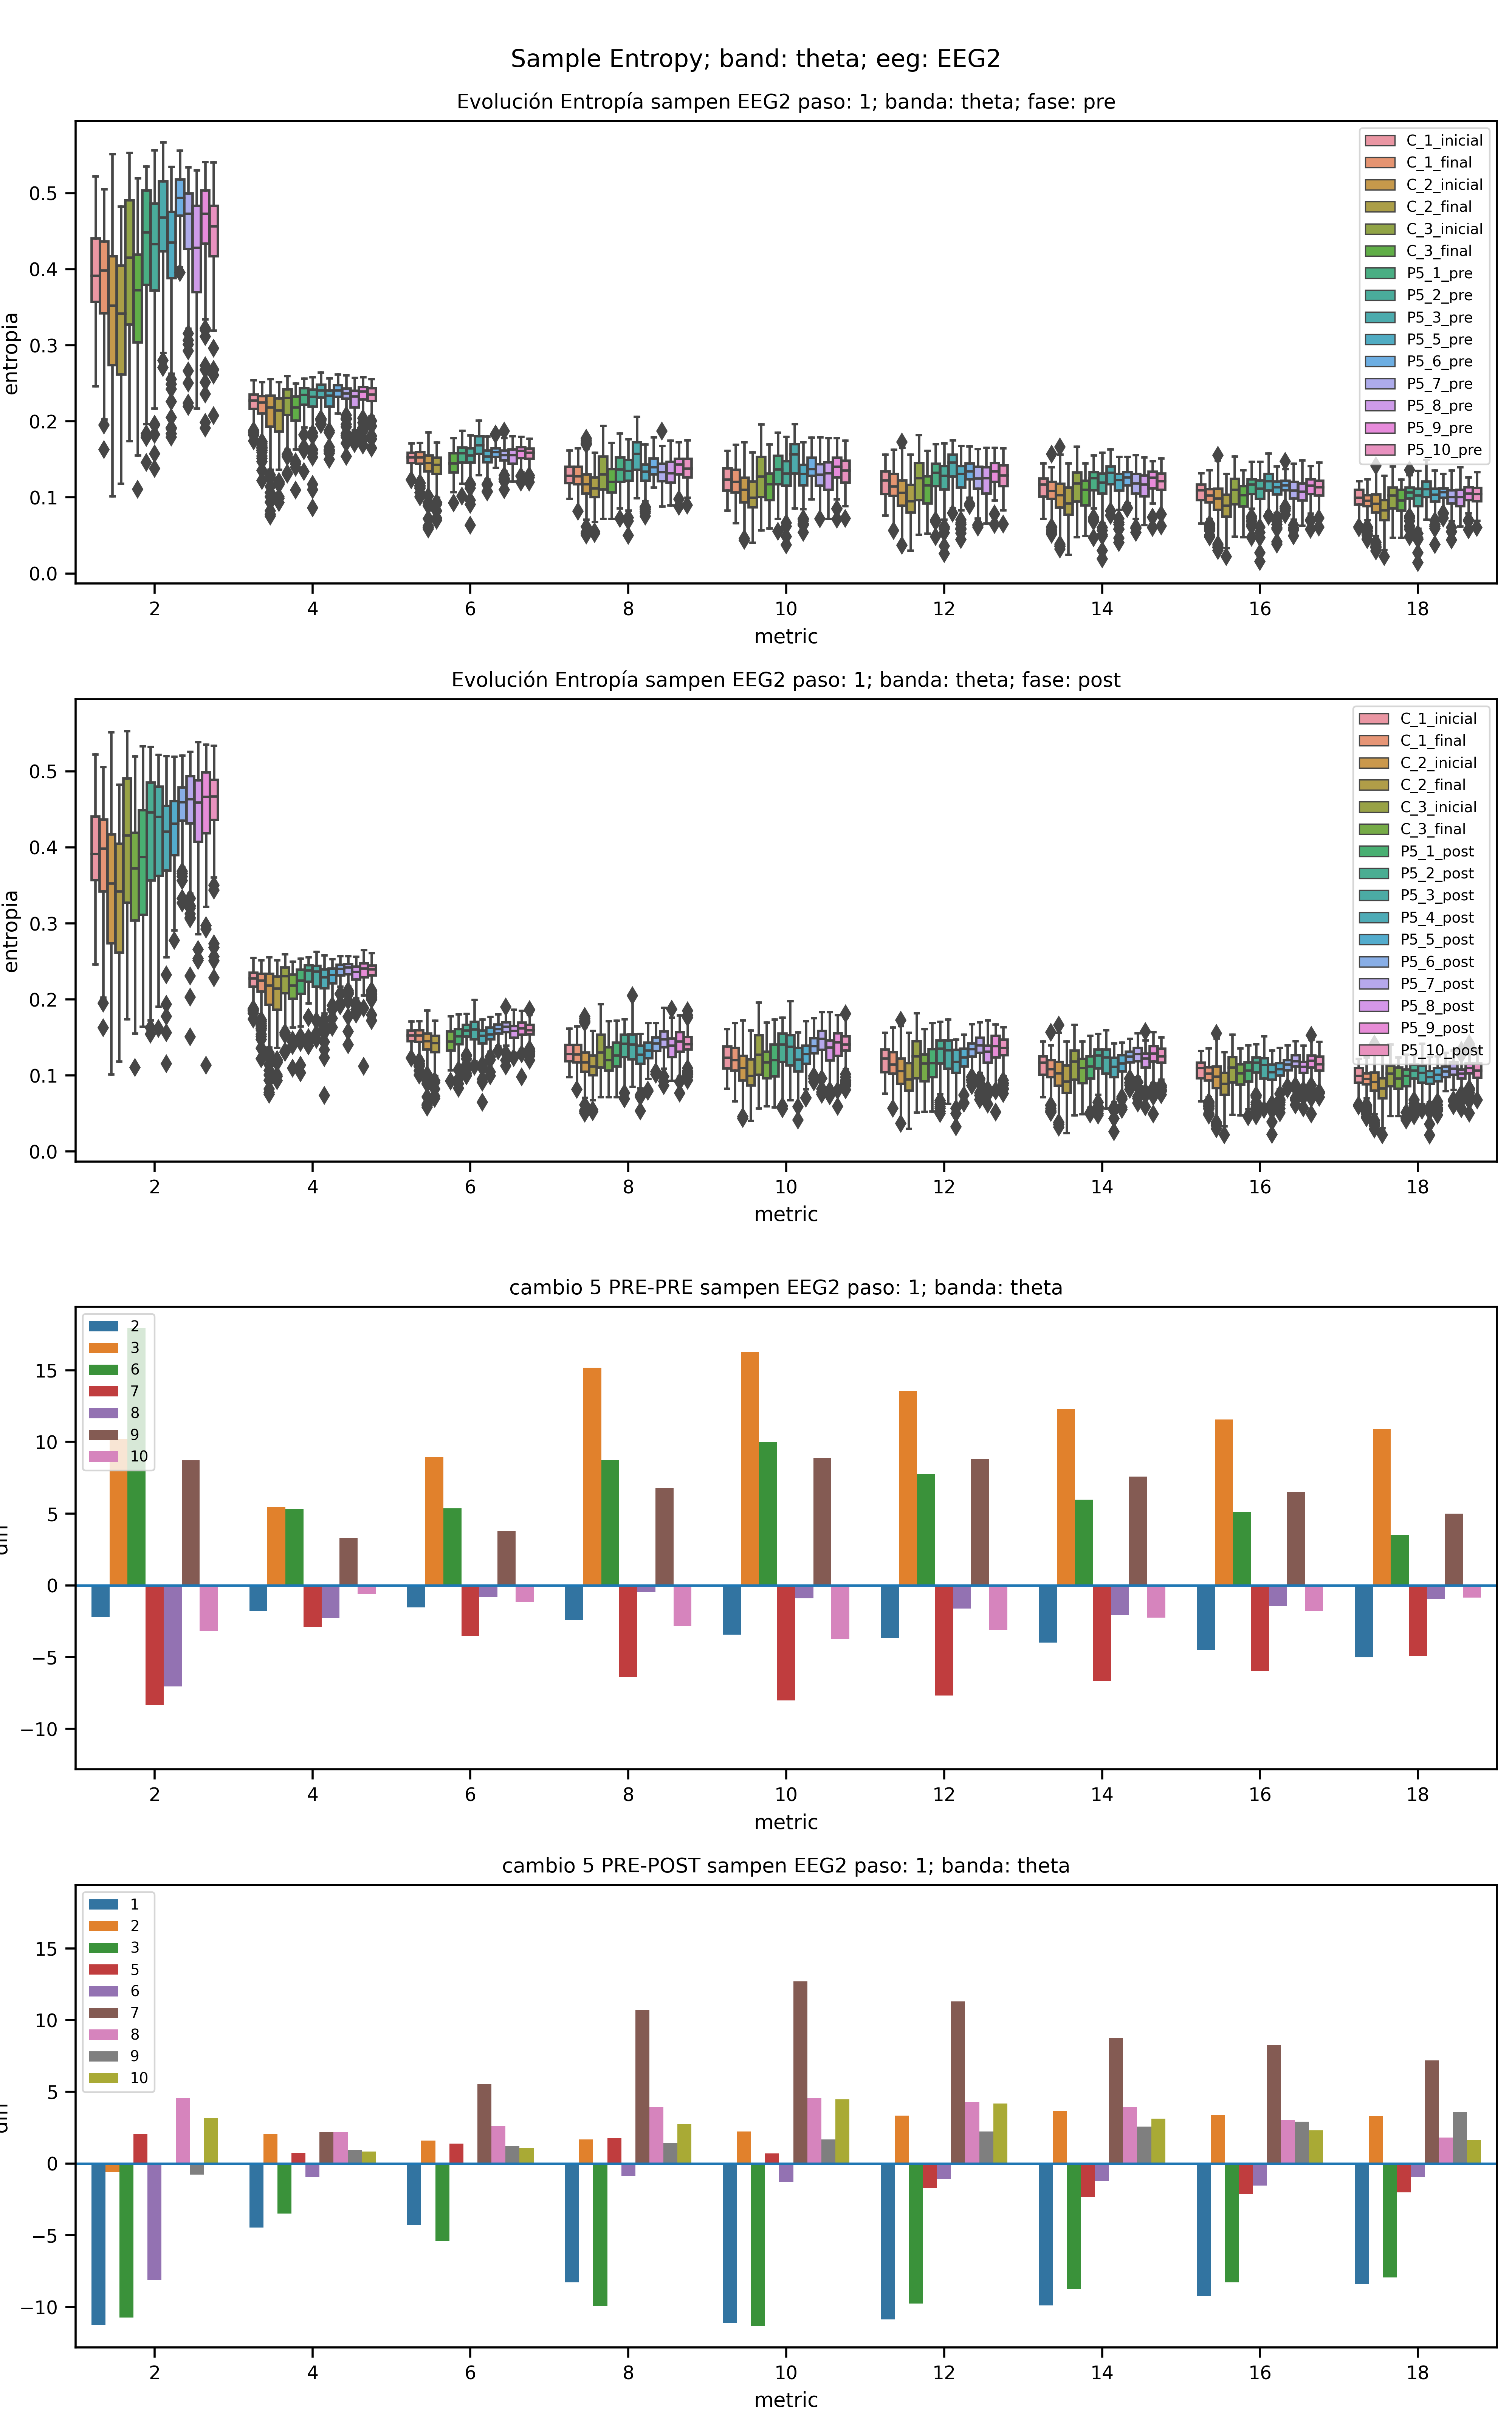 Sample Entropy; band: theta; eeg: EEG2
Evolución Entropía sampen EEG2 paso: 1; banda: theta; fase: pre
entropia
0.5
0.4
0.3
0.2
0.1
0.0
C_1_inicial
C_1_final
C_2_inicial
C_2_final
C_3_inicial
C_3_final
P5_1_pre
P5_2_pre
P5_3_pre
P5_5_pre
P5_6_pre
P5_7_pre
P5_8_pre
P5_9_pre
P5_10_pre
2 4 6 8 10 12 14 16 18
metric
Evolución Entropía sampen EEG2 paso: 1; banda: theta; fase: post
entropia
0.5
0.4
0.3
0.2
0.1
0.0
C_1_inicial
C_1_final
C_2_inicial
C_2_final
C_3_inicial
C_3_final
P5_1_post
P5_2_post
P5_3_post
P5_4_post
P5_5_post
P5_6_post
P5_7_post
P5_8_post
P5_9_post
P5_10_post
2 4 6 8 10 12 14 16 18
metric
cambio 5 PRE-PRE sampen EEG2 paso: 1; banda: theta
15
10
5
0
−5
−10
2
3
6
7
8
9
10
2 4 6 8 10 12 14 16 18
metric
cambio 5 PRE-POST sampen EEG2 paso: 1; banda: theta
15
10
5
0
−5
−10
1
2
3
5
6
7
8
9
10
2 4 6 8 10 12 14 16 18
metric